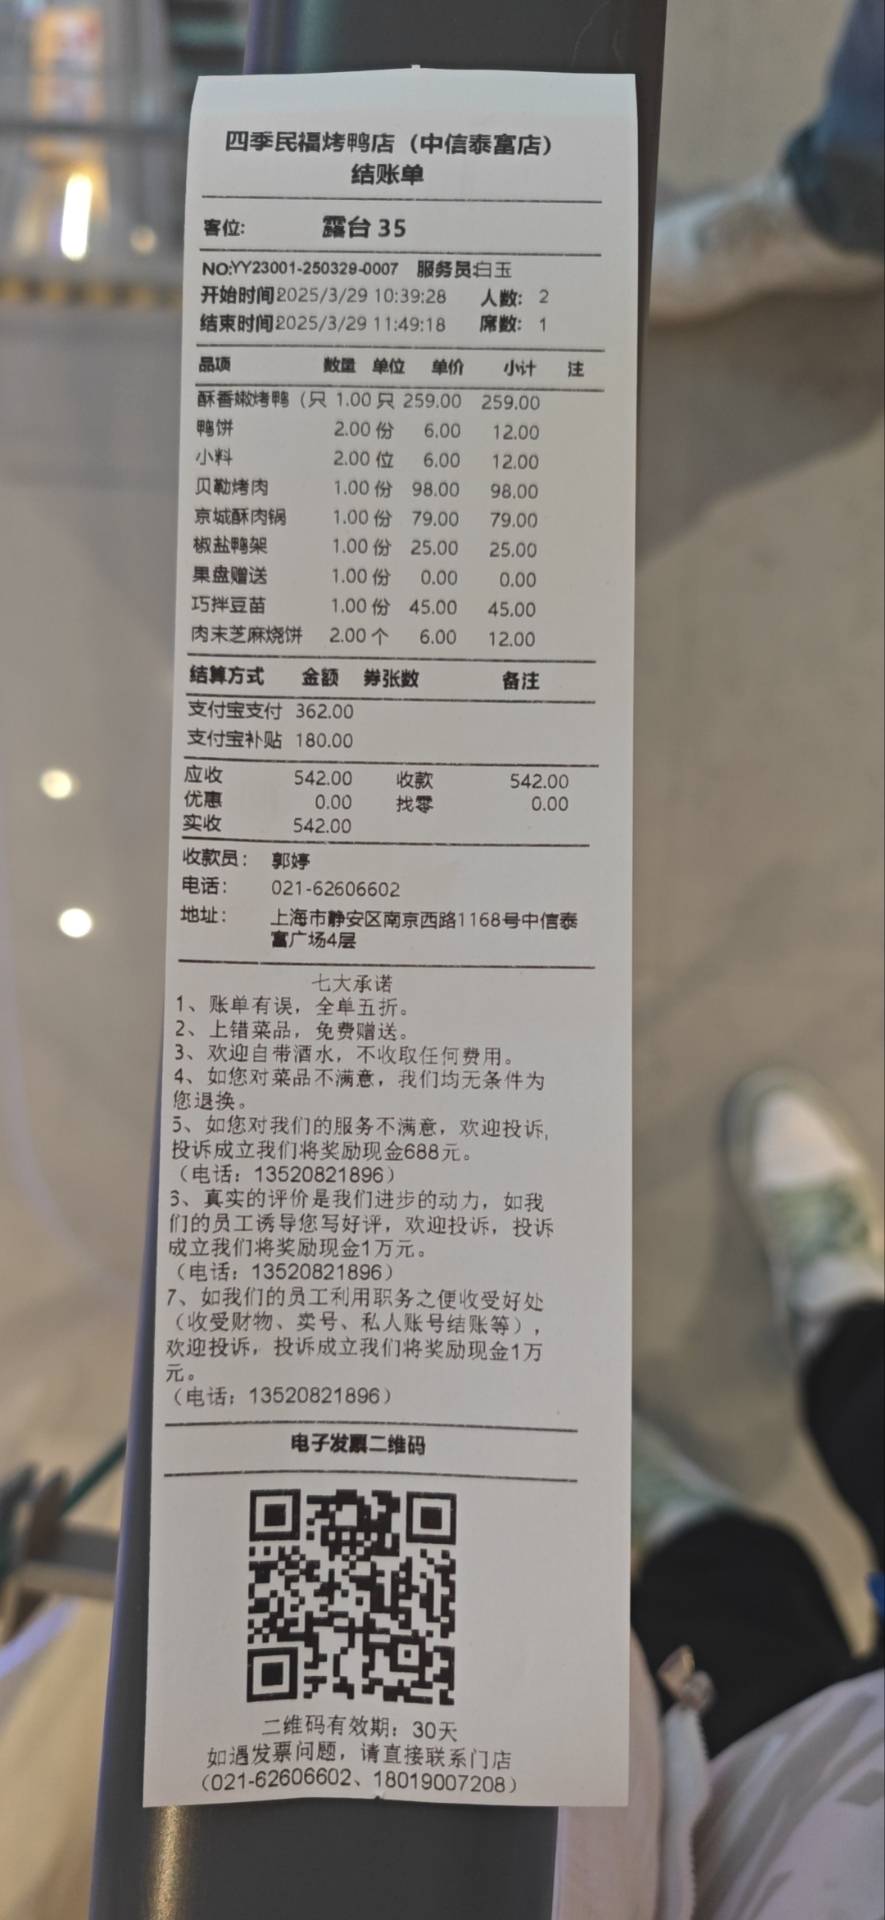 四季民福烤鸭店（中信泰富店）
结账单
客位: 露台 35
NO:YY23001-250329-0007 服务员:白玉
开始时间2025/3/29 10:39:28 人数: 2
结束时间2025/3/29 11:49:18 席数: 1
品项 数量 单位 单价 小计 注
酥香嫩烤鸭（只 1.00 只 259.00 259.00
鸭饼 2.00 份 6.00 12.00
小料 2.00 位 6.00 12.00
贝勒烤肉 1.00 份 98.00 98.00
京城酥肉锅 1.00 份 79.00 79.00
椒盐鸭架 1.00 份 25.00 25.00
果盘赠送 1.00 份 0.00 0.00
巧拌豆苗 1.00 份 45.00 45.00
肉末芝麻烧饼 2.00 个 6.00 12.00
结算方式 金额 券张数 备注
支付宝支付 362.00
支付宝补贴 180.00
应收 542.00 收款 542.00
优惠 0.00 找零 0.00
实收 542.00
收款员: 郭婷
电话: 021-62606602
地址: 上海市静安区南京西路1168号中信泰
富广场4层
七大承诺
1、账单有误，全单五折。
2、上错菜品，免费赠送。
3、欢迎自带酒水，不收取任何费用。
4、如您对菜品不满意，我们均无条件为
您退换。
5、如您对我们的服务不满意，欢迎投诉,
投诉成立我们将奖励现金688元。
（电话：13520821896）
6、真实的评价是我们进步的动力，如我
们的员工诱导您写好评，欢迎投诉，投诉
成立我们将奖励现金1万元。
（电话：13520821896）
7、如我们的员工利用职务之便收受好处
（收受财物、卖号、私人账号结账等），
欢迎投诉，投诉成立我们将奖励现金1万
元。
（电话：13520821896）
电子发票二维码
二维码有效期：30天
如遇发票问题，请直接联系门店
（021-62606602、18019007208）